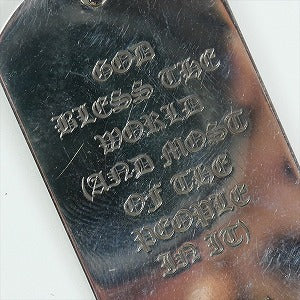 GOD
BLESS THE
WORLD
(AND MOST
OF THE
PEOPLE
IN IT)